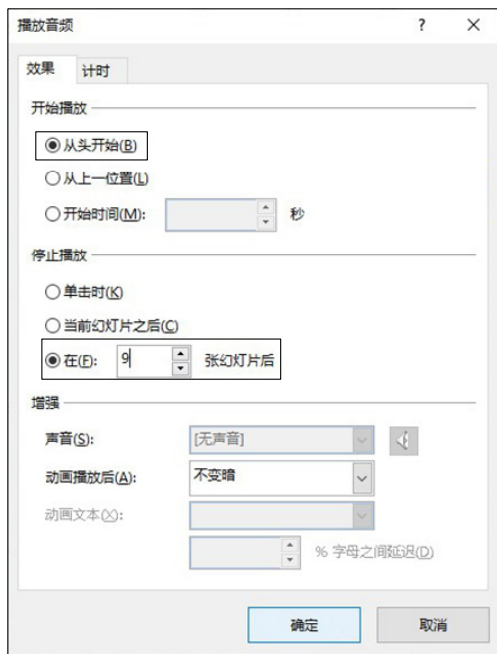 播放音频
效果 计时
开始播放
从头开始(B)
从上一位置(L)
开始时间(M): 秒
停止播放
单击时(K)
当前幻灯片之后(C)
在(F): 9 张幻灯片后
增强
声音(S): [无声音]
动画播放后(A): 不变暗
动画文本(X):
% 字母之间延迟(D)
确定 取消